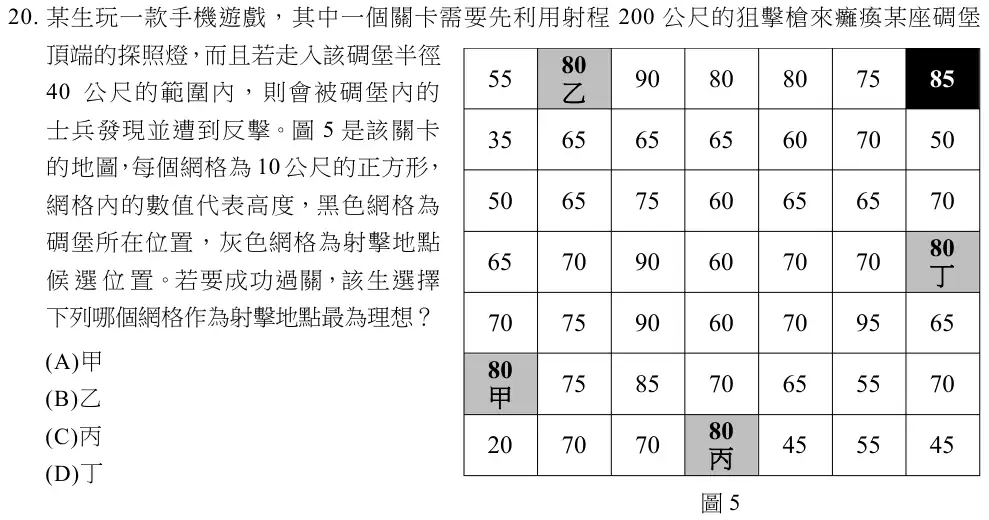 20. 某生玩一款手機遊戲，其中一個關卡需要先利用射程 200 公尺的狙擊槍來癱瘓某座碉堡
頂端的探照燈，而且若走入該碉堡半徑
40 公尺的範圍內，則會被碉堡內的
士兵發現並遭到反擊。圖 5 是該關卡
的地圖，每個網格為 10 公尺的正方形，
網格內的數值代表高度，黑色網格為
碉堡所在位置，灰色網格為射擊地點
候選位置。若要成功過關，該生選擇
下列哪個網格作為射擊地點最為理想？
(A)甲
(B)乙
(C)丙
(D)丁
55 80 90 80 80 75 85
乙
35 65 65 65 60 70 50
50 65 75 60 65 65 70
65 70 90 60 70 70 80
丁
70 75 90 60 70 95 65
80 75 85 70 65 55 70
甲
20 70 70 80 45 55 45
丙
圖 5